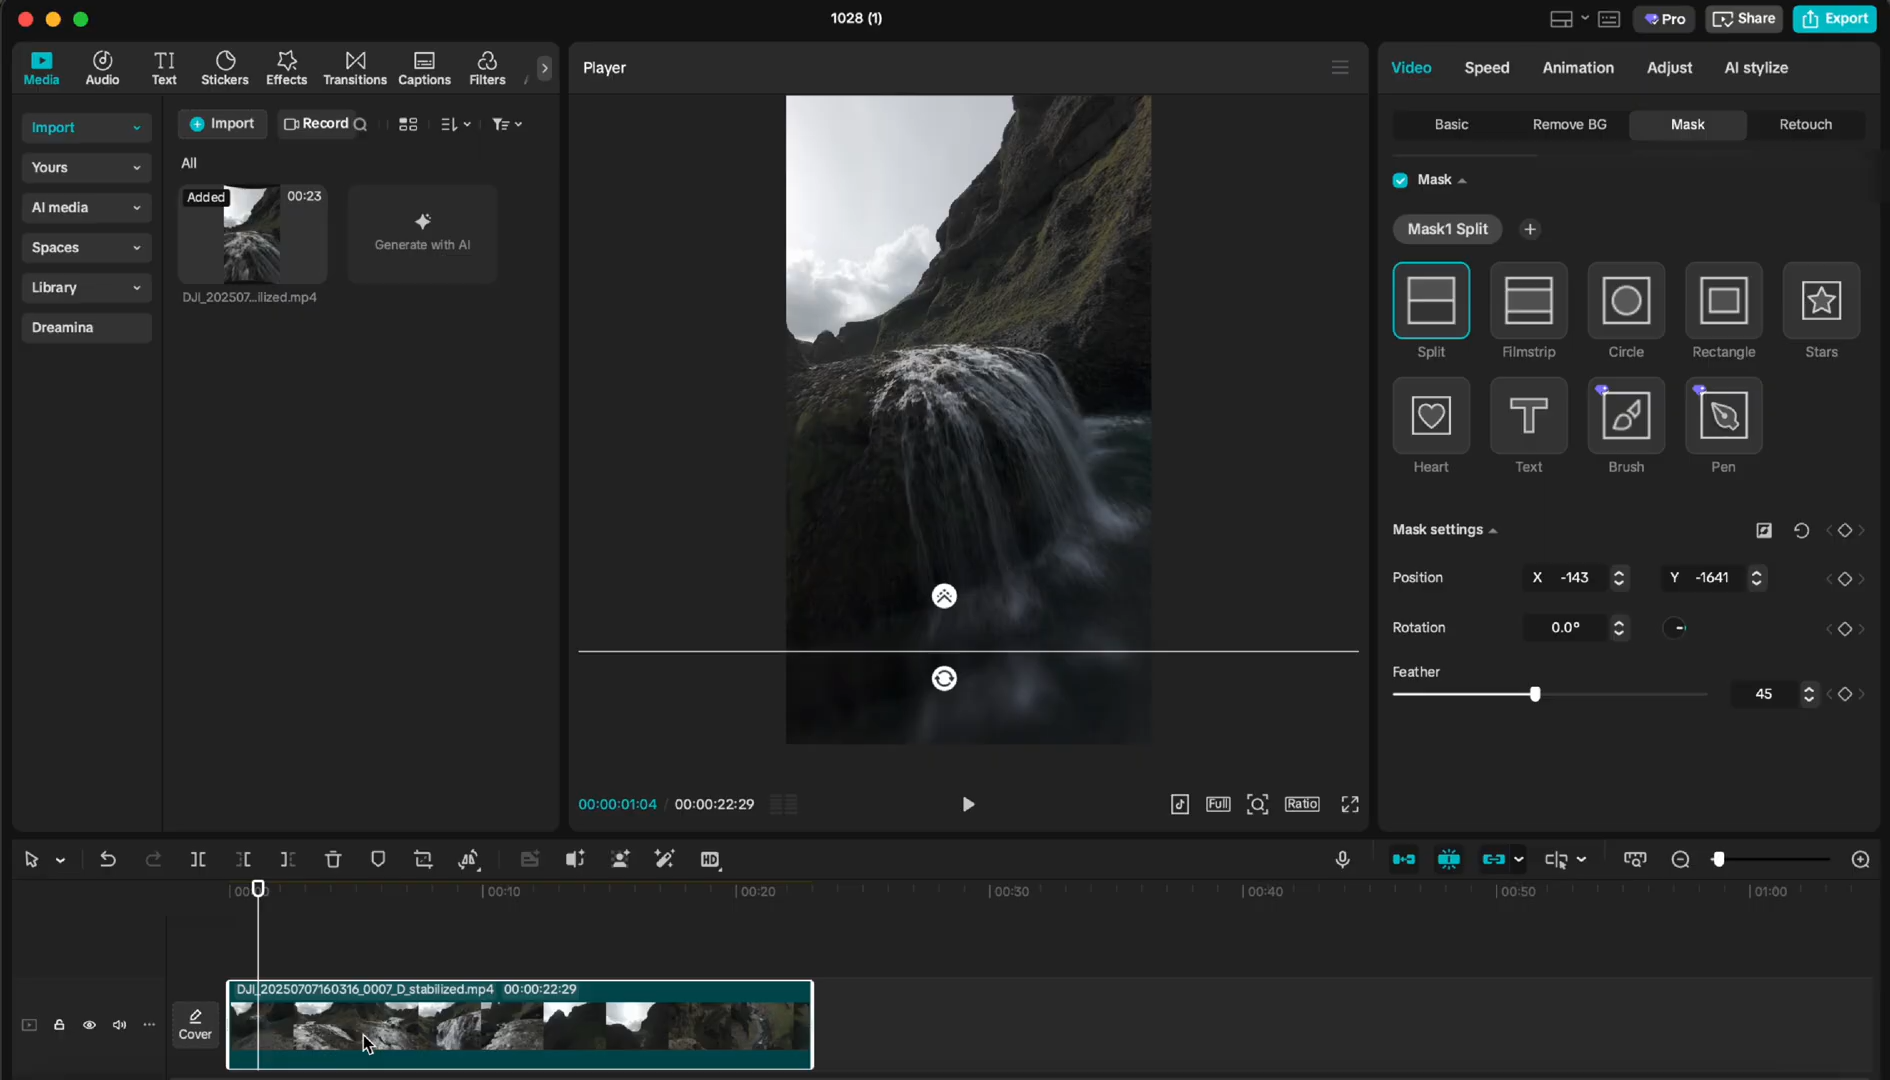 1028 (1)
Pro
Share
Export
Media
Audio
Text
Stickers
Effects
Transitions
Captions
Filters
Player
Video
Speed
Animation
Adjust
AI stylize
Import
Yours
AI media
Spaces
Library
Dreamina
Import
Record
All
Added
00:23
Generate with AI
DJI_202507...ilized.mp4
Basic
Remove BG
Mask
Retouch
Mask
Mask1 Split
Split
Filmstrip
Circle
Rectangle
Stars
Heart
Text
Brush
Pen
Mask settings
Position
X -143
Y -1641
Rotation
0.0°
Feather
45
00:00:01:04 / 00:00:22:29
Full
Ratio
HD
00:10
00:20
00:30
00:40
00:50
01:00
DJI_20250707160316_0007_D_stabilized.mp4 00:00:22:29
Cover